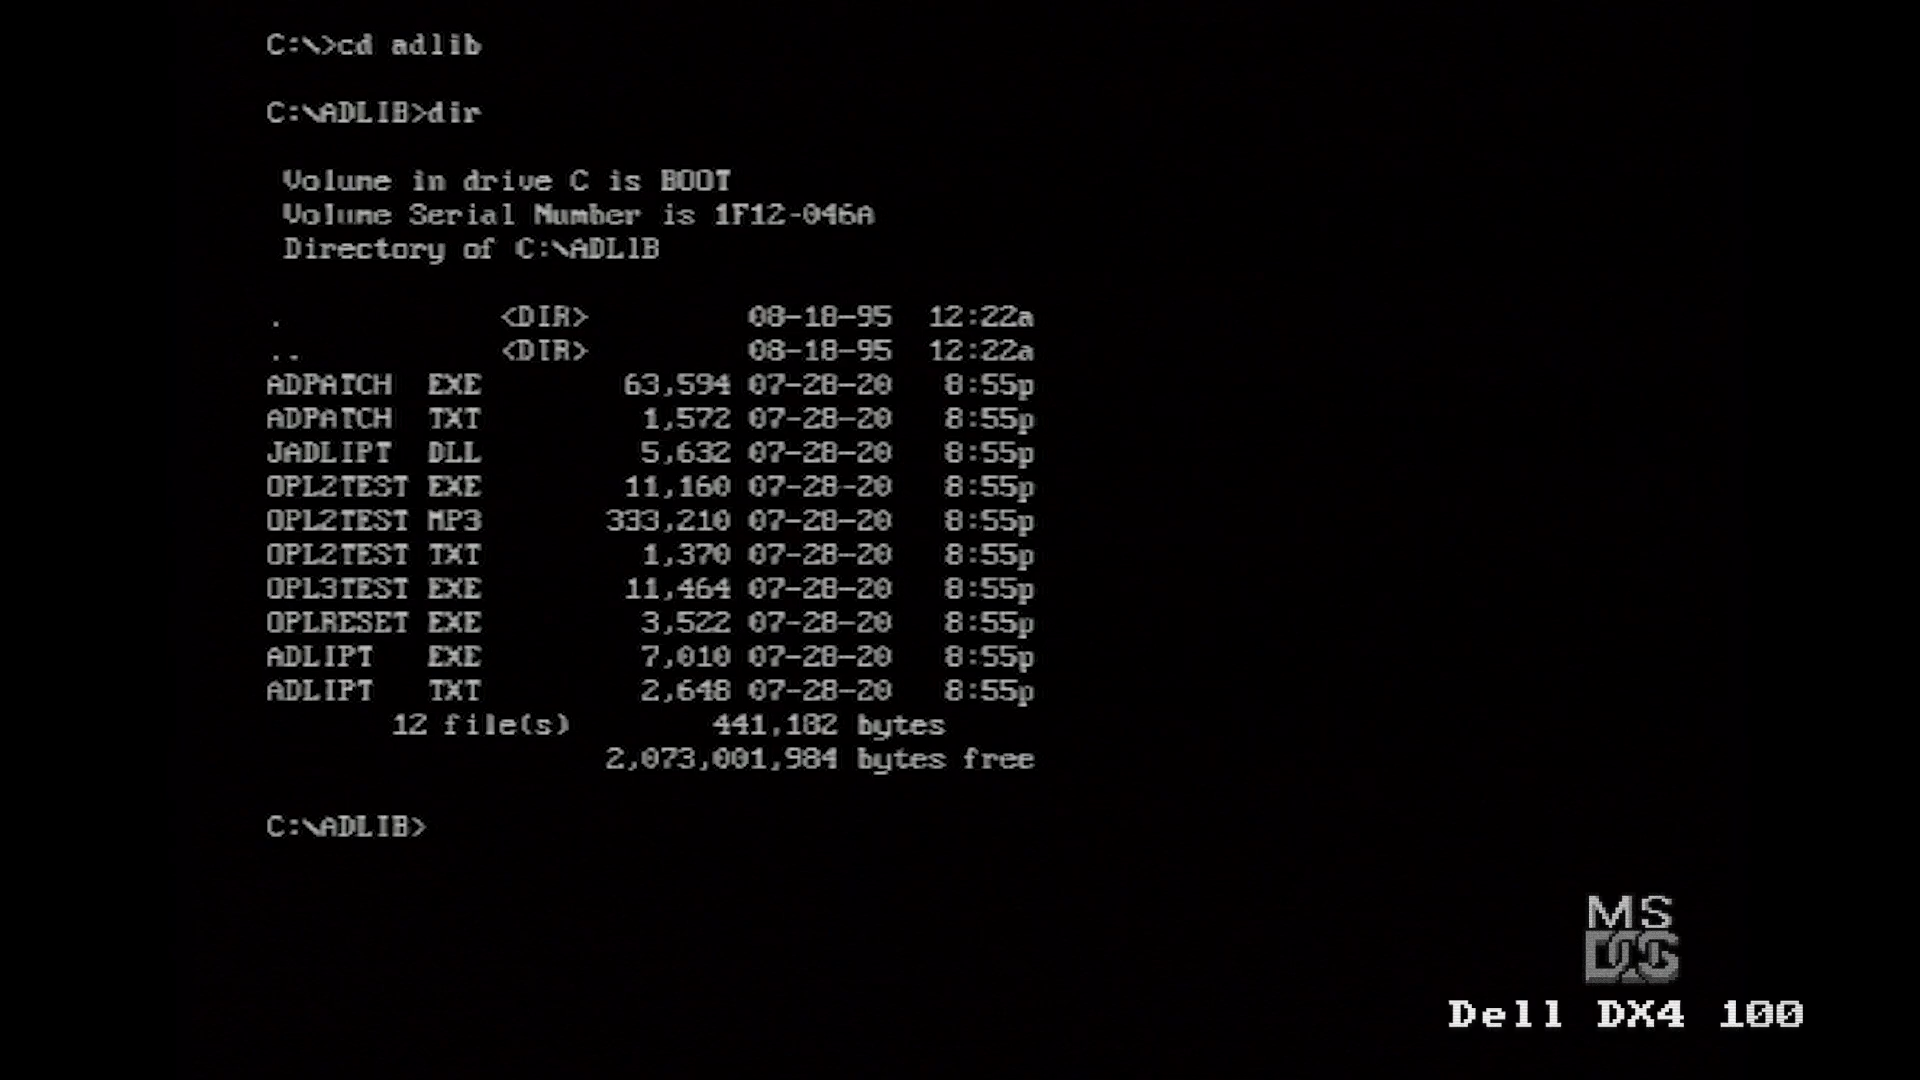 C:\>cd adlib
C:\ADLIB>dir
Volume in drive C is BOOT
Volume Serial Number is 1F12-046A
Directory of C:\ADLIB
. <DIR> 08-18-95 12:22a
.. <DIR> 08-18-95 12:22a
ADPATCH EXE 63,594 07-28-20 8:55p
ADPATCH TXT 1,572 07-28-20 8:55p
JADLIPT DLL 5,632 07-28-20 8:55p
OPL2TEST EXE 11,160 07-28-20 8:55p
OPL2TEST MP3 333,210 07-28-20 8:55p
OPL2TEST TXT 1,370 07-28-20 8:55p
OPL3TEST EXE 11,464 07-28-20 8:55p
OPLRESET EXE 3,522 07-28-20 8:55p
ADLIPT EXE 7,010 07-28-20 8:55p
ADLIPT TXT 2,648 07-28-20 8:55p
12 file(s) 441,182 bytes
2,073,001,984 bytes free
C:\ADLIB>
MS
DOS
Dell DX4 100